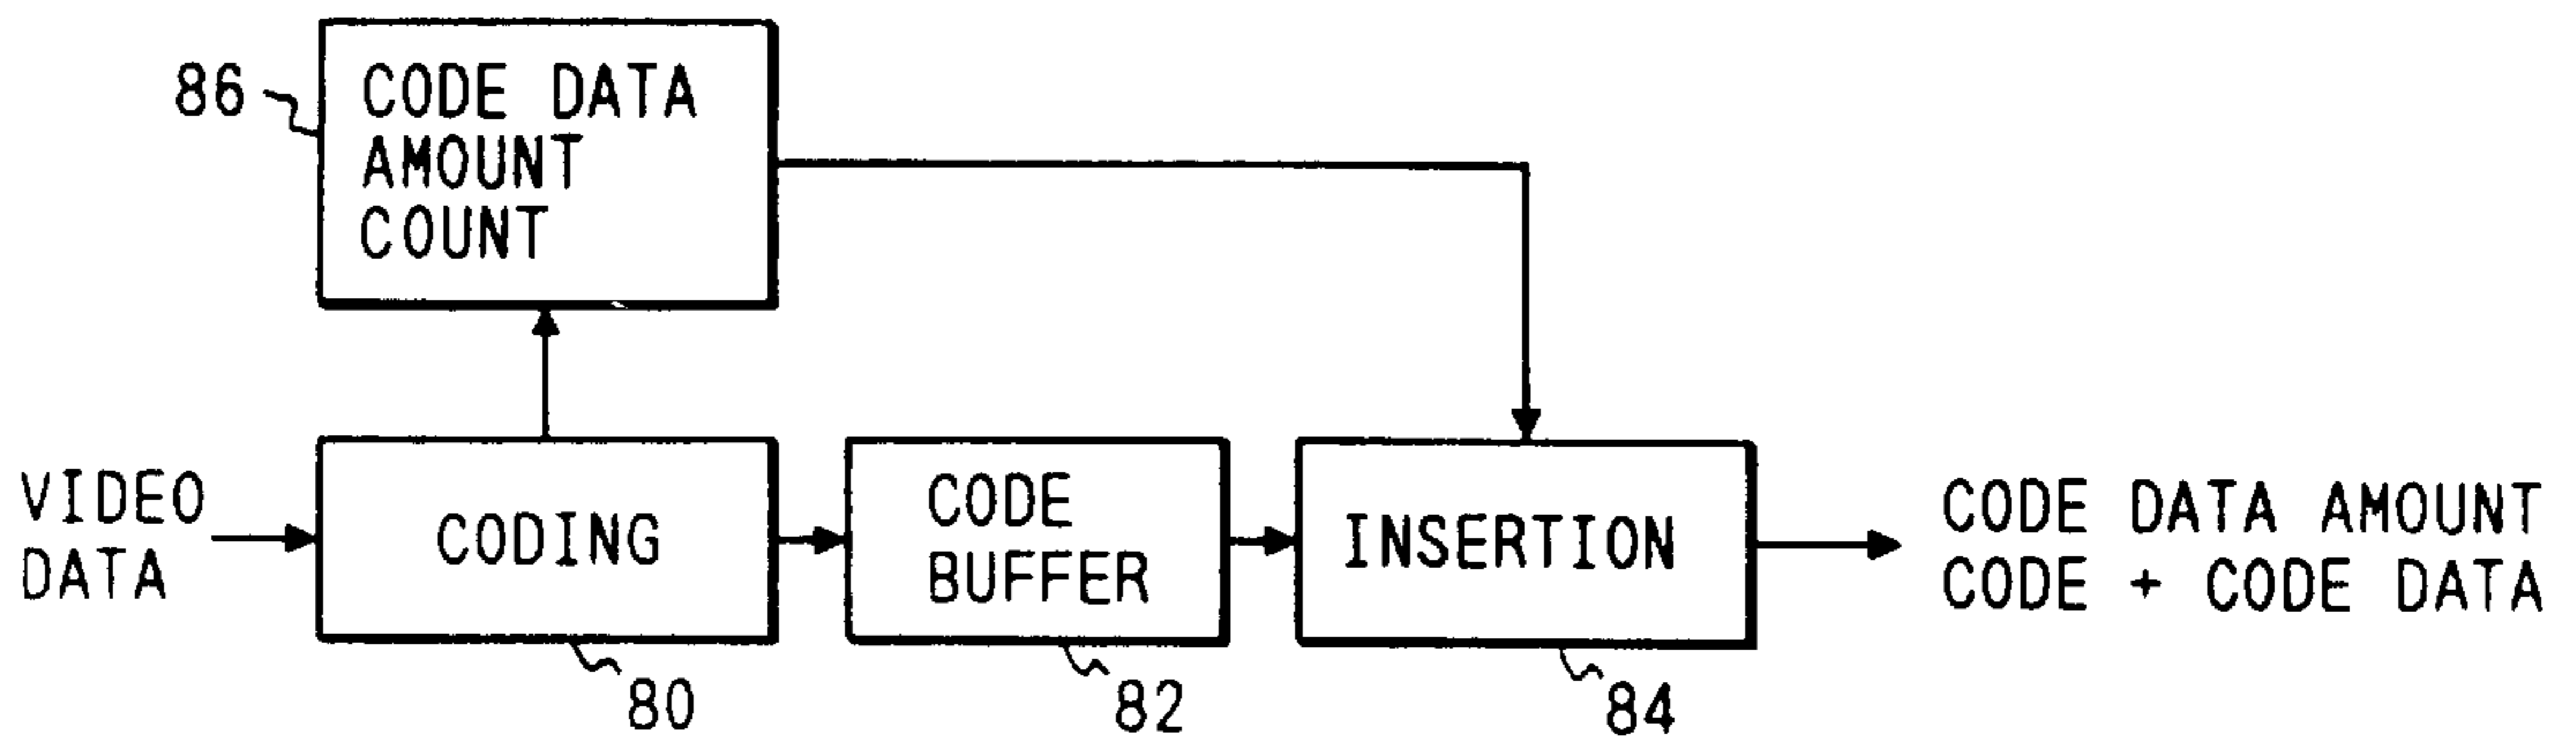 86
CODE DATA
AMOUNT
COUNT
VIDEO
DATA
CODING
CODE
BUFFER
INSERTION
CODE DATA AMOUNT
CODE + CODE DATA
80
82
84